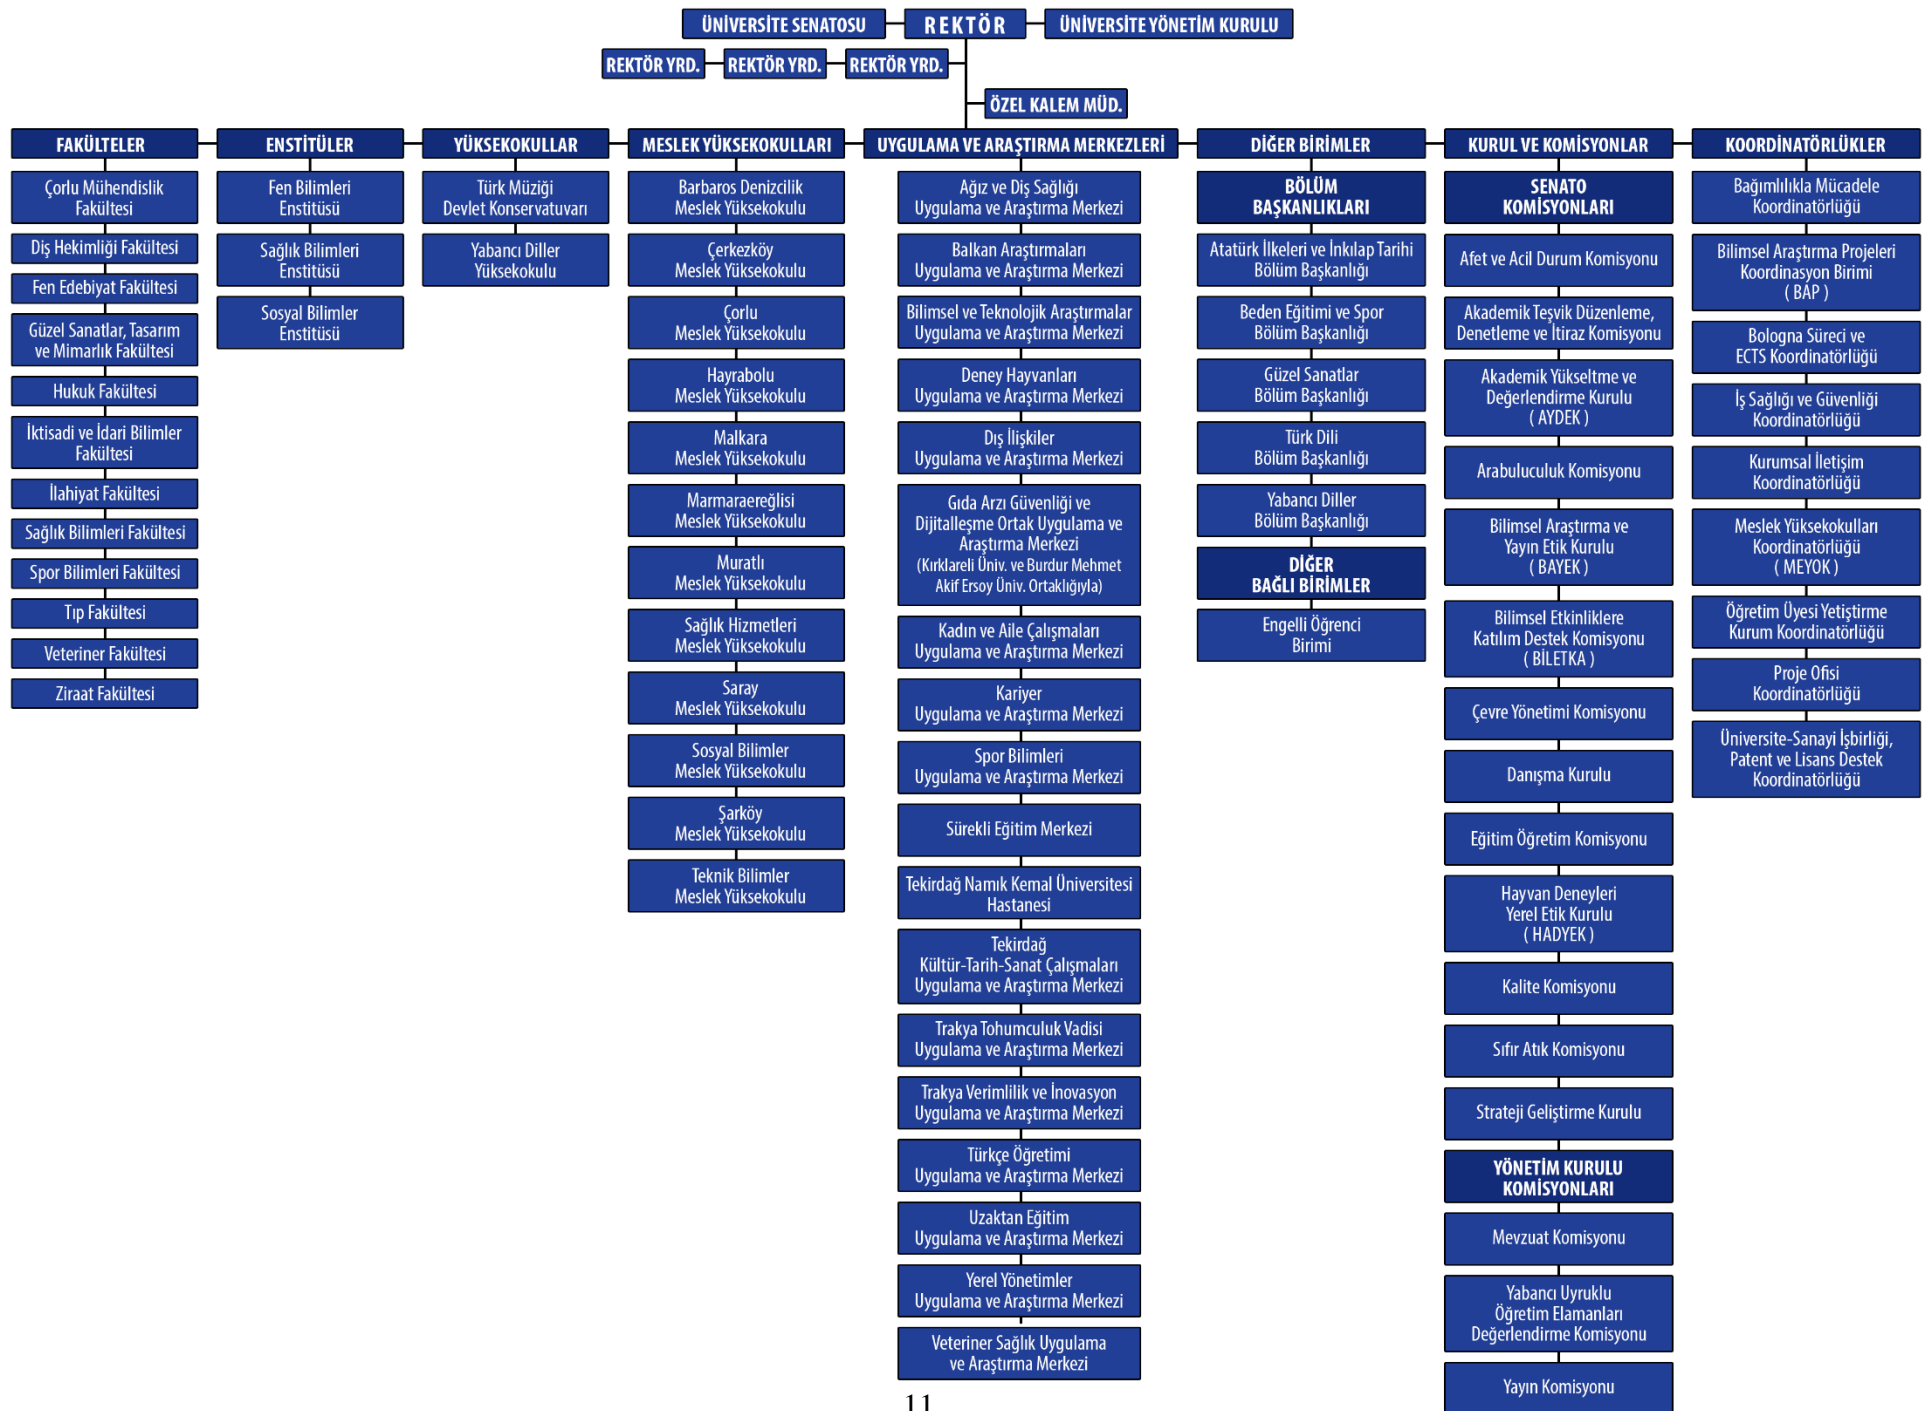 ÜNİVERSİTE SENATOSU
REKTÖR
ÜNİVERSİTE YÖNETİM KURULU
REKTÖR YRD.
REKTÖR YRD.
REKTÖR YRD.
ÖZEL KALEM MÜD.
FAKÜLTELER
Çorlu Mühendislik
Fakültesi
Diş Hekimliği Fakültesi
Fen Edebiyat Fakültesi
Güzel Sanatlar, Tasarım
ve Mimarlık Fakültesi
Hukuk Fakültesi
İktisadi ve İdari Bilimler
Fakültesi
İlahiyat Fakültesi
Sağlık Bilimleri Fakültesi
Spor Bilimleri Fakültesi
Tıp Fakültesi
Veteriner Fakültesi
Ziraat Fakültesi
ENSTİTÜLER
Fen Bilimleri
Enstitüsü
Sağlık Bilimleri
Enstitüsü
Sosyal Bilimler
Enstitüsü
YÜKSEKOKULLAR
Türk Müziği
Devlet Konservatuvarı
Yabancı Diller
Yüksekokulu
MESLEK YÜKSEKOKULLARI
Barbaros Denizcilik
Meslek Yüksekokulu
Çerkezköy
Meslek Yüksekokulu
Çorlu
Meslek Yüksekokulu
Hayrabolu
Meslek Yüksekokulu
Malkara
Meslek Yüksekokulu
Marmaraereğlisi
Meslek Yüksekokulu
Muratlı
Meslek Yüksekokulu
Sağlık Hizmetleri
Meslek Yüksekokulu
Saray
Meslek Yüksekokulu
Sosyal Bilimler
Meslek Yüksekokulu
Şarköy
Meslek Yüksekokulu
Teknik Bilimler
Meslek Yüksekokulu
UYGULAMA VE ARAŞTIRMA MERKEZLERİ
Ağız ve Diş Sağlığı
Uygulama ve Araştırma Merkezi
Balkan Araştırmaları
Uygulama ve Araştırma Merkezi
Bilimsel ve Teknolojik Araştırmalar
Uygulama ve Araştırma Merkezi
Deney Hayvanları
Uygulama ve Araştırma Merkezi
Dış İlişkiler
Uygulama ve Araştırma Merkezi
Gıda Arzı Güvenliği ve
Dijitalleşme Ortak Uygulama ve
Araştırma Merkezi
(Kırklareli Üniv. ve Burdur Mehmet
Akif Ersoy Üniv. Ortaklığıyla)
Kadın ve Aile Çalışmaları
Uygulama ve Araştırma Merkezi
Kariyer
Uygulama ve Araştırma Merkezi
Spor Bilimleri
Uygulama ve Araştırma Merkezi
Sürekli Eğitim Merkezi
Tekirdağ Namık Kemal Üniversitesi
Hastanesi
Tekirdağ
Kültür-Tarih-Sanat Çalışmaları
Uygulama ve Araştırma Merkezi
Trakya Tohumculuk Vadisi
Uygulama ve Araştırma Merkezi
Trakya Verimlilik ve İnovasyon
Uygulama ve Araştırma Merkezi
Türkçe Öğretimi
Uygulama ve Araştırma Merkezi
Uzaktan Eğitim
Uygulama ve Araştırma Merkezi
Yerel Yönetimler
Uygulama ve Araştırma Merkezi
Veteriner Sağlık Uygulama
ve Araştırma Merkezi
DİĞER BİRİMLER
BÖLÜM
BAŞKANLIKLARI
Atatürk İlkeleri ve İnkılap Tarihi
Bölüm Başkanlığı
Beden Eğitimi ve Spor
Bölüm Başkanlığı
Güzel Sanatlar
Bölüm Başkanlığı
Türk Dili
Bölüm Başkanlığı
Yabancı Diller
Bölüm Başkanlığı
DİĞER
BAĞLI BİRİMLER
Engelli Öğrenci
Birimi
KURUL VE KOMİSYONLAR
SENATO
KOMİSYONLARI
Afet ve Acil Durum Komisyonu
Akademik Teşvik Düzenleme,
Denetleme ve İtiraz Komisyonu
Akademik Yükseltme ve
Değerlendirme Kurulu
( AYDEK )
Arabuluculuk Komisyonu
Bilimsel Araştırma ve
Yayın Etik Kurulu
( BAYEK )
Bilimsel Etkinliklere
Katılım Destek Komisyonu
( BİLETKA )
Çevre Yönetimi Komisyonu
Danışma Kurulu
Eğitim Öğretim Komisyonu
Hayvan Deneyleri
Yerel Etik Kurulu
( HADYEK )
Kalite Komisyonu
Sıfır Atık Komisyonu
Strateji Geliştirme Kurulu
YÖNETİM KURULU
KOMİSYONLARI
Mevzuat Komisyonu
Yabancı Uyruklu
Öğretim Elamanları
Değerlendirme Komisyonu
Yayın Komisyonu
KOORDİNATÖRLÜKLER
Bağımlılıkla Mücadele
Koordinatörlüğü
Bilimsel Araştırma Projeleri
Koordinasyon Birimi
( BAP )
Bologna Süreci ve
ECTS Koordinatörlüğü
İş Sağlığı ve Güvenliği
Koordinatörlüğü
Kurumsal İletişim
Koordinatörlüğü
Meslek Yüksekokulları
Koordinatörlüğü
( MEYOK )
Öğretim Üyesi Yetiştirme
Kurum Koordinatörlüğü
Proje Ofisi
Koordinatörlüğü
Üniversite-Sanayi İşbirliği,
Patent ve Lisans Destek
Koordinatörlüğü
11